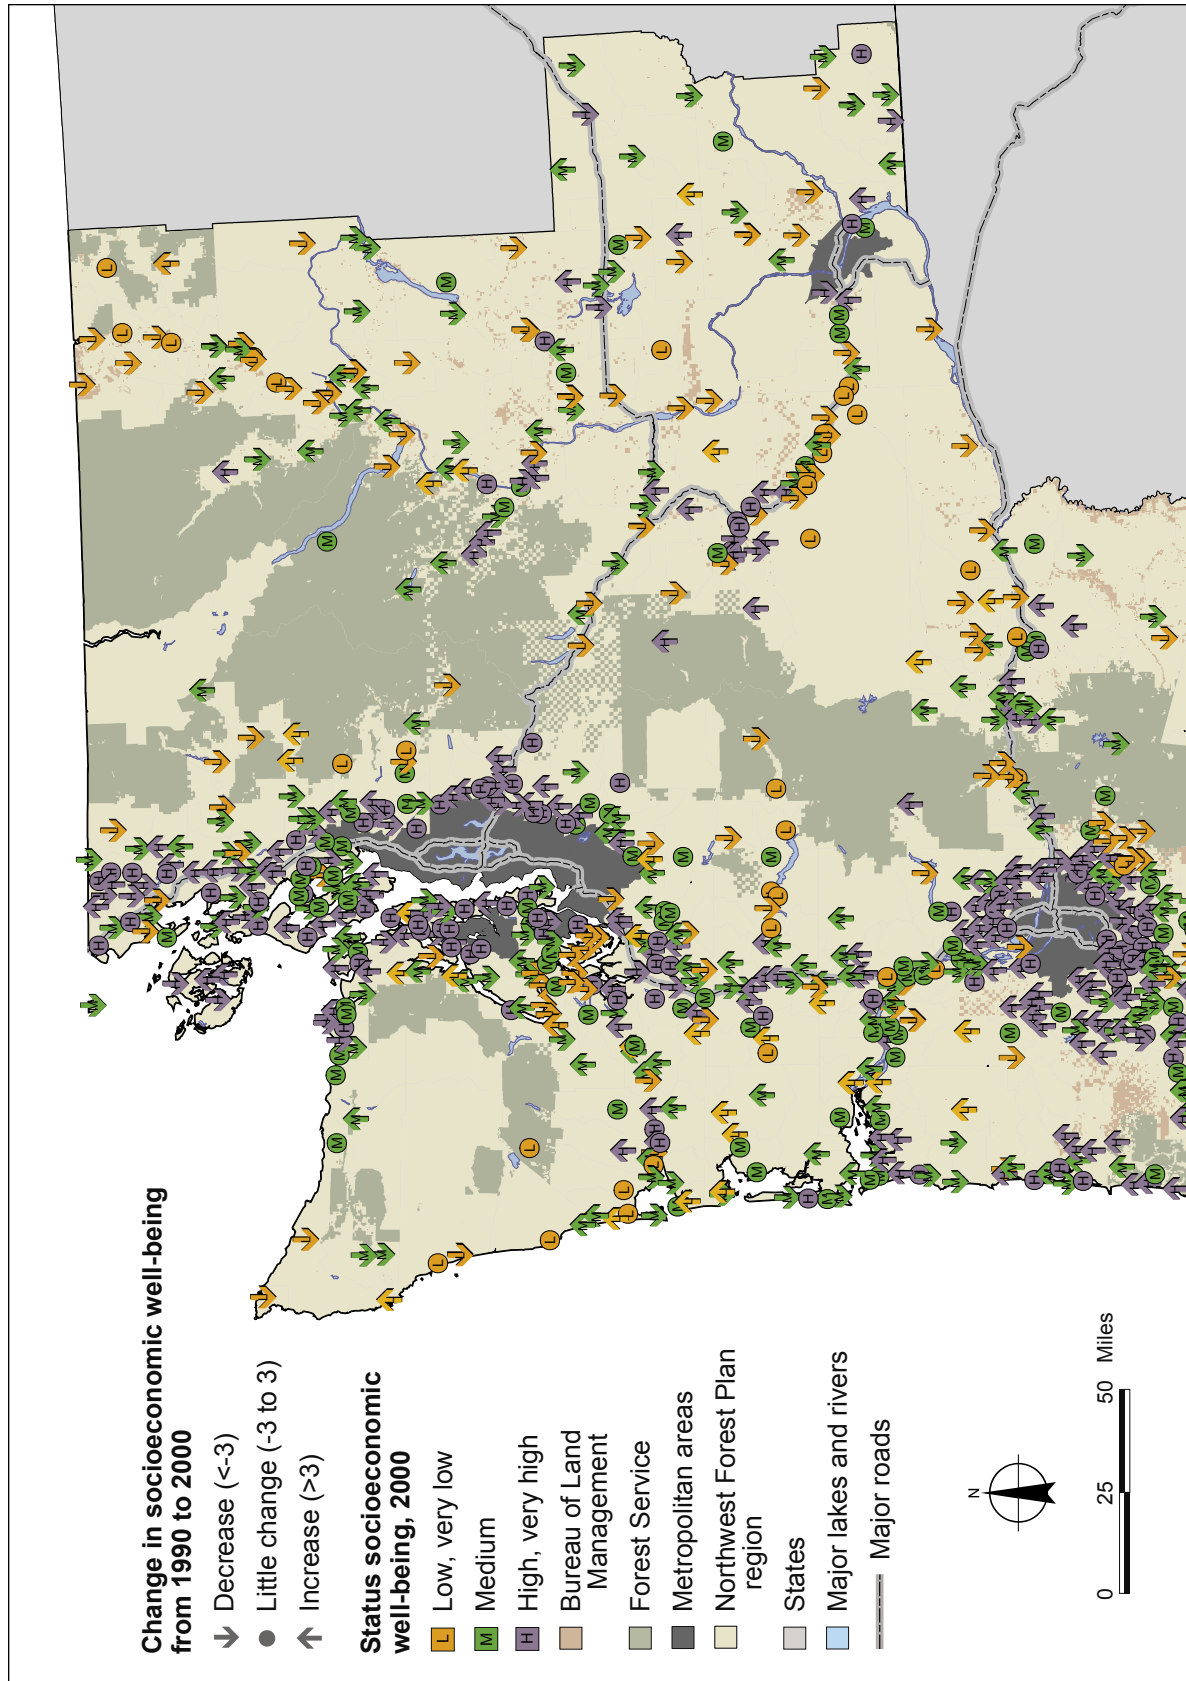 Change in socioeconomic well-being
from 1990 to 2000
Decrease (<-3)
Little change (-3 to 3)
Increase (>3)
Status socioeconomic
well-being, 2000
L Low, very low
M Medium
H High, very high
Bureau of Land
Management
Forest Service
Metropolitan areas
Northwest Forest Plan
region
States
Major lakes and rivers
Major roads
N
0 25 50 Miles